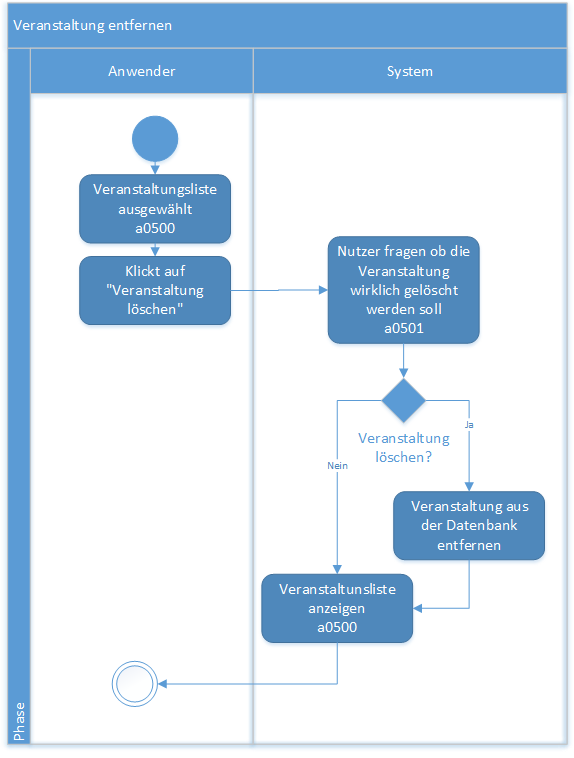 Veranstaltung entfernen
Anwender
System
Veranstaltungsliste
ausgewählt
a0500
Klickt auf
"Veranstaltung
löschen"
Nutzer fragen ob die
Veranstaltung
wirklich gelöscht
werden soll
a0501
Veranstaltung
löschen?
Ja
Nein
Veranstaltung aus
der Datenbank
entfernen
Veranstaltunsliste
anzeigen
a0500
Phase